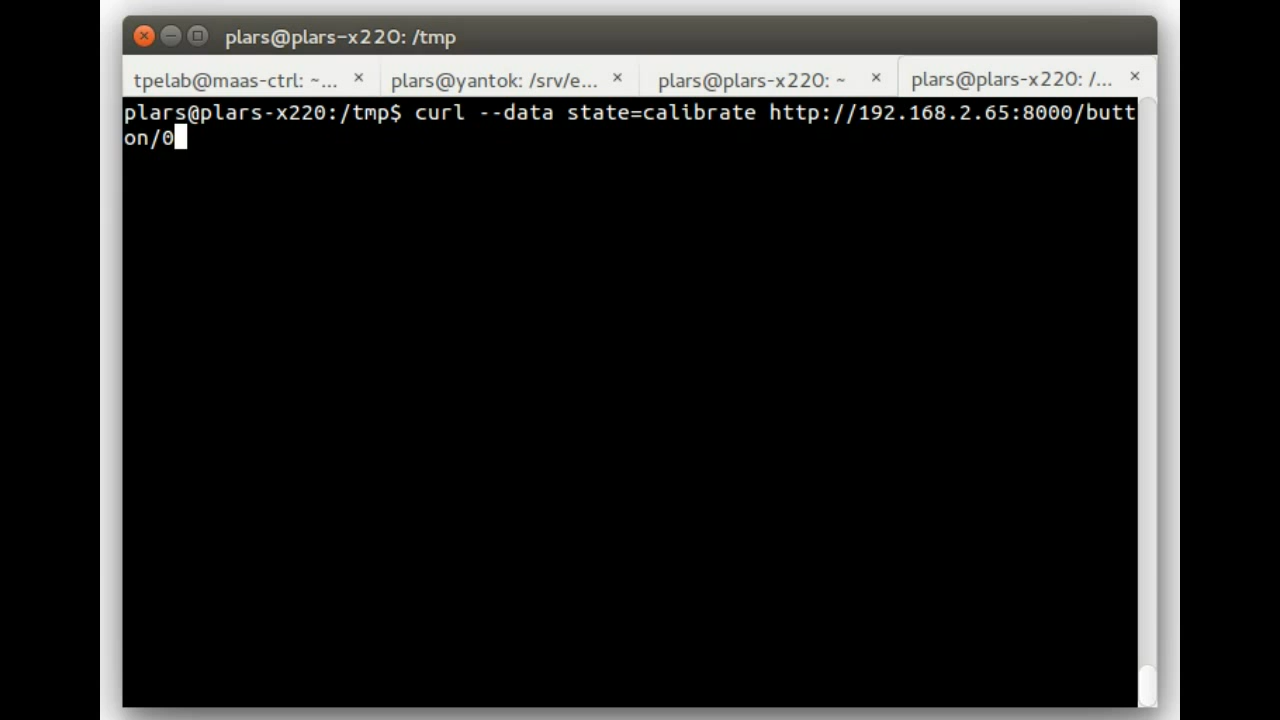 plars@plars-x220: /tmp
tpelab@maas-ctrl: ~... × plars@yantok: /srv/e... × plars@plars-x220: ~ × plars@plars-x220: /... ×
plars@plars-x220:/tmp$ curl --data state=calibrate http://192.168.2.65:8000/butt
on/0